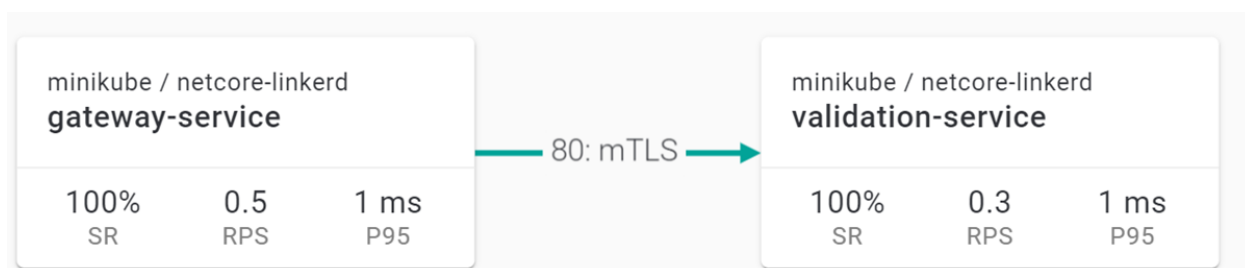 minikube / netcore-linkerd
gateway-service
100% 0.5 1 ms
SR RPS P95
80: mTLS
minikube / netcore-linkerd
validation-service
100% 0.3 1 ms
SR RPS P95